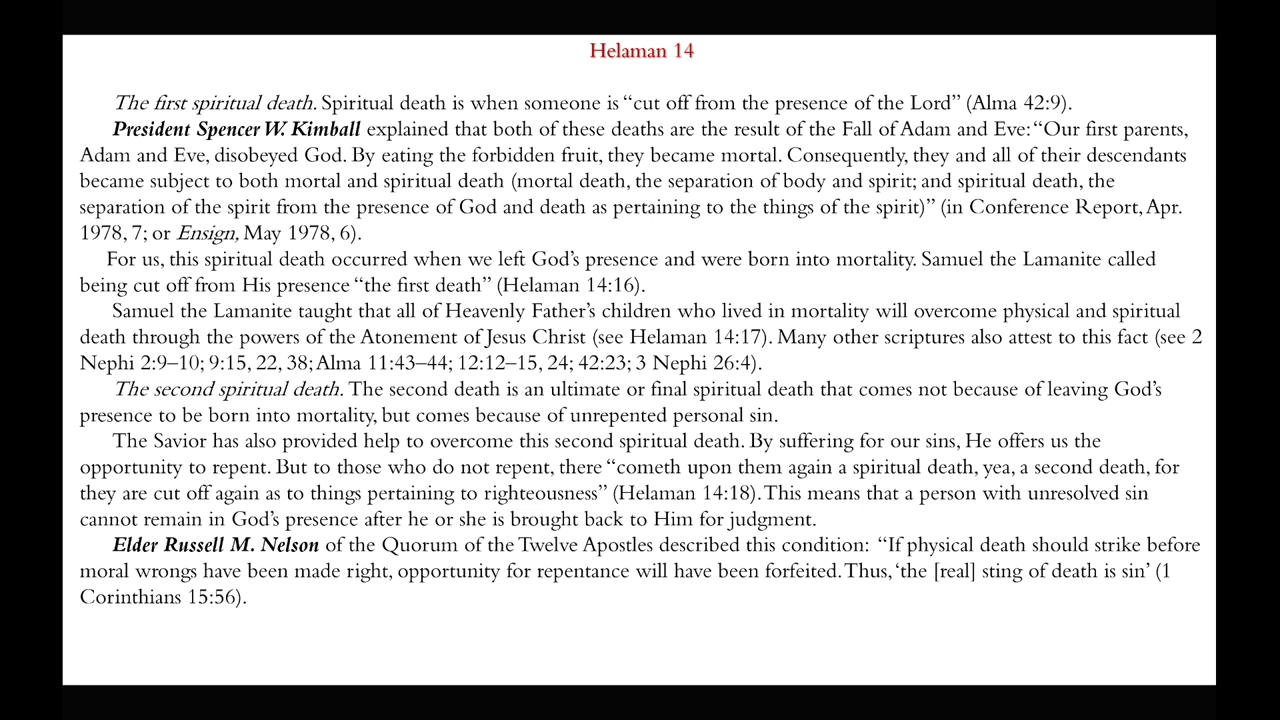 Helaman 14
The first spiritual death. Spiritual death is when someone is “cut off from the presence of the Lord” (Alma 42:9).
President Spencer W. Kimball explained that both of these deaths are the result of the Fall of Adam and Eve: “Our first parents,
Adam and Eve, disobeyed God. By eating the forbidden fruit, they became mortal. Consequently, they and all of their descendants
became subject to both mortal and spiritual death (mortal death, the separation of body and spirit; and spiritual death, the
separation of the spirit from the presence of God and death as pertaining to the things of the spirit)” (in Conference Report, Apr.
1978, 7; or Ensign, May 1978, 6).
For us, this spiritual death occurred when we left God’s presence and were born into mortality. Samuel the Lamanite called
being cut off from His presence “the first death” (Helaman 14:16).
Samuel the Lamanite taught that all of Heavenly Father’s children who lived in mortality will overcome physical and spiritual
death through the powers of the Atonement of Jesus Christ (see Helaman 14:17). Many other scriptures also attest to this fact (see 2
Nephi 2:9–10; 9:15, 22, 38; Alma 11:43–44; 12:12–15, 24; 42:23; 3 Nephi 26:4).
The second spiritual death. The second death is an ultimate or final spiritual death that comes not because of leaving God’s
presence to be born into mortality, but comes because of unrepented personal sin.
The Savior has also provided help to overcome this second spiritual death. By suffering for our sins, He offers us the
opportunity to repent. But to those who do not repent, there “cometh upon them again a spiritual death, yea, a second death, for
they are cut off again as to things pertaining to righteousness” (Helaman 14:18). This means that a person with unresolved sin
cannot remain in God’s presence after he or she is brought back to Him for judgment.
Elder Russell M. Nelson of the Quorum of the Twelve Apostles described this condition: “If physical death should strike before
moral wrongs have been made right, opportunity for repentance will have been forfeited. Thus, ‘the [real] sting of death is sin’ (1
Corinthians 15:56).